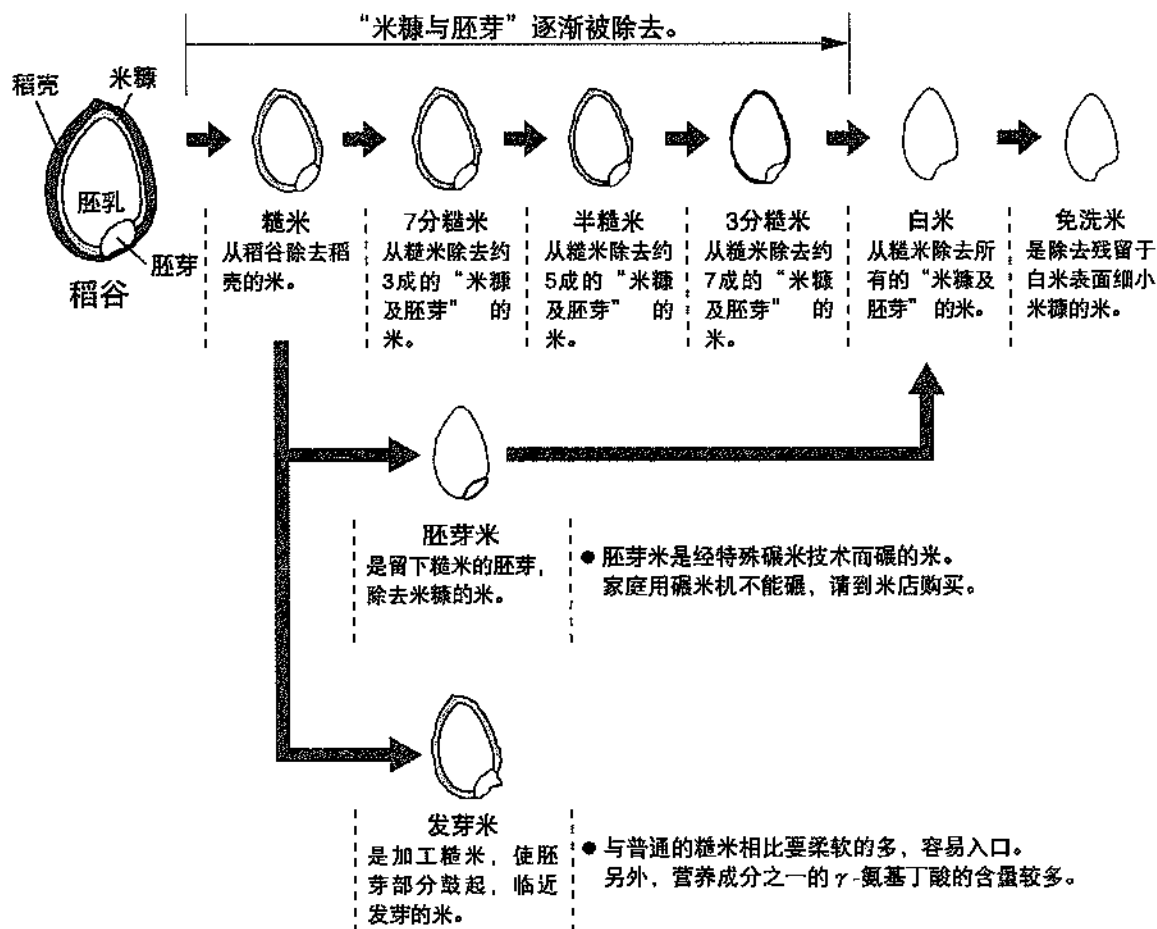 “米糠与胚芽”逐渐被除去。
稻壳
米糠
胚乳
胚芽
稻谷
糙米
从稻谷除去稻
壳的米。
7分糙米
从糙米除去约
3成的“米糠
及胚芽”的
米。
半糙米
从糙米除去约
5成的“米糠
及胚芽”的
米。
3分糙米
从糙米除去约
7成的“米糠
及胚芽”的
米。
白米
从糙米除去所
有的“米糠及
胚芽”的米。
免洗米
是除去残留于
白米表面细小
米糠的米。
胚芽米
是留下糙米的胚芽，
除去米糠的米。
● 胚芽米是经特殊碾米技术而碾的米。
家庭用碾米机不能碾，请到米店购买。
发芽米
是加工糙米，使胚
芽部分鼓起，临近
发芽的米。
● 与普通的糙米相比要柔软的多，容易入口。
另外，营养成分之一的γ-氨基丁酸的含量较多。